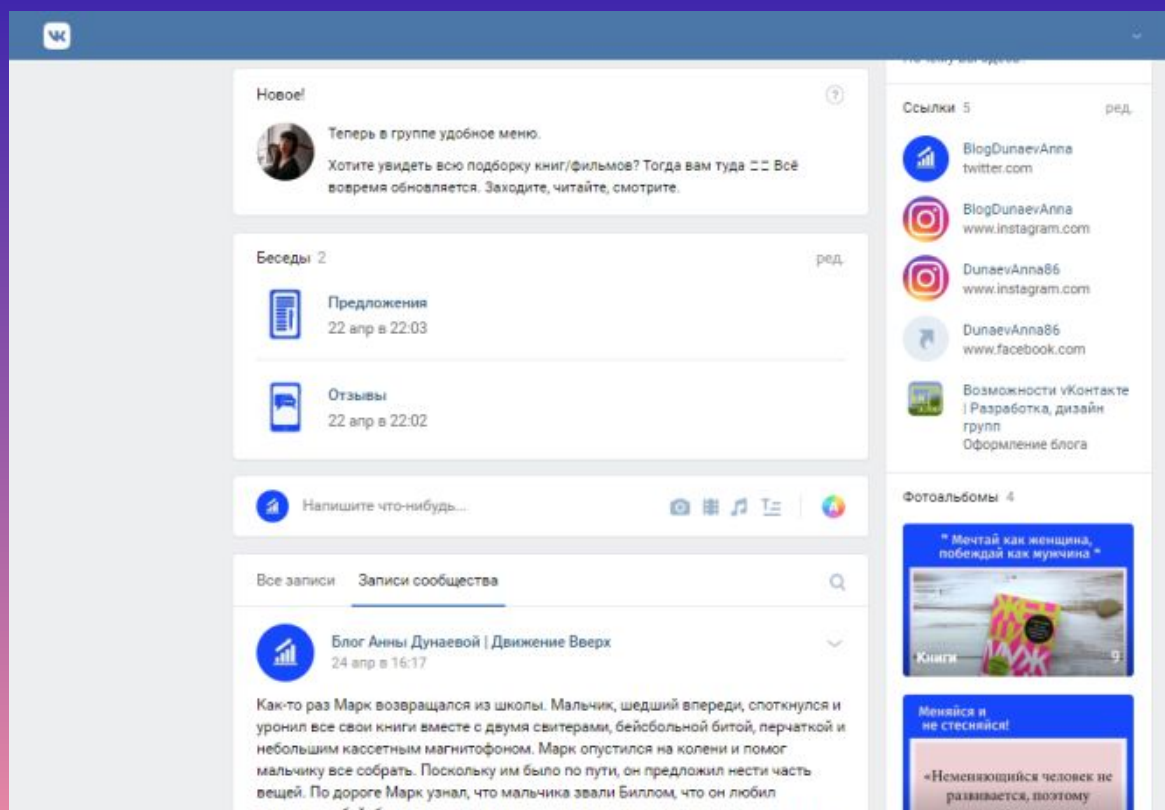 Новое!
Теперь в группе удобное меню.
Хотите увидеть всю подборку книг/фильмов? Тогда вам туда Всё
вовремя обновляется. Заходите, читайте, смотрите.
Беседы 2
ред.
Предложения
22 апр в 22:03
Отзывы
22 апр в 22:02
Напишите что-нибудь...
Все записи Записи сообщества
Блог Анны Дунаевой | Движение Вверх
24 апр в 16:17
Как-то раз Марк возвращался из школы. Мальчик, шедший впереди, споткнулся и
уронил все свои книги вместе с двумя свитерами, бейсбольной битой, перчаткой и
небольшим кассетным магнитофоном. Марк опустился на колени и помог
мальчику все собрать. Поскольку им было по пути, он предложил нести часть
вещей. По дороге Марк узнал, что мальчика звали Биллом, что он любил
Ссылки 5
ред.
BlogDunaevAnna
twitter.com
BlogDunaevAnna
www.instagram.com
DunaevAnna86
www.instagram.com
DunaevAnna86
www.facebook.com
Возможности vКонтакте
| Разработка, дизайн
групп
Оформление блога
Фотоальбомы 4
" Мечтай как женщина,
побеждай как мужчина "
Книги 9
Меняйся и
не стесняйся!
«Неменяющийся человек не
развивается, поэтому